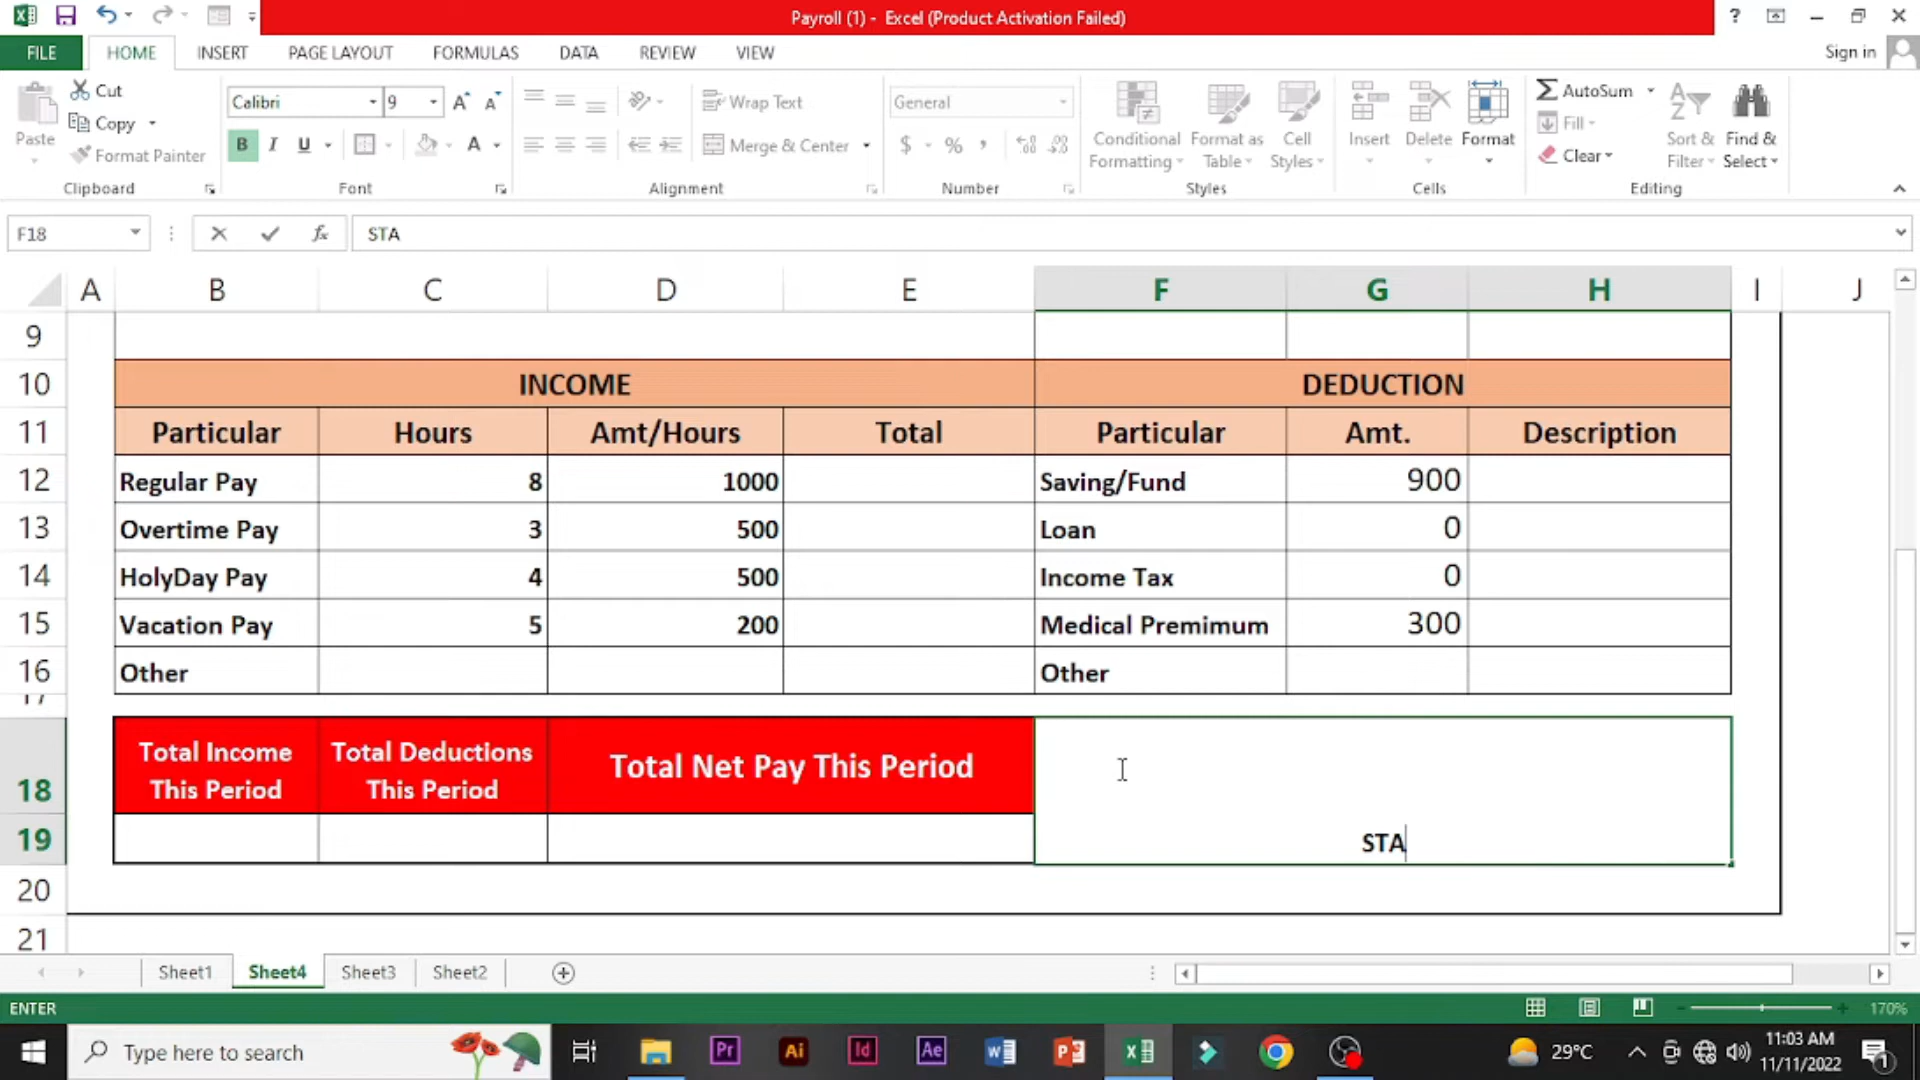 Payroll (1) - Excel (Product Activation Failed)
?
FILE HOME INSERT PAGE LAYOUT FORMULAS DATA REVIEW VIEW Sign in
Paste
Cut
Copy
Format Painter
Clipboard
Calibri 9 A A
B I U A
Font
Wrap Text
Merge & Center
Alignment
General
$ % ,
Number
Conditional Formatting
Format as Table
Cell Styles
Styles
Insert Delete Format
Cells
AutoSum
Fill
Clear
Sort & Filter
Find & Select
Editing
F18 fx STA
A B C D E F G H I J
9
10 INCOME DEDUCTION
11 Particular Hours Amt/Hours Total Particular Amt. Description
12 Regular Pay 8 1000 Saving/Fund 900
13 Overtime Pay 3 500 Loan 0
14 HolyDay Pay 4 500 Income Tax 0
15 Vacation Pay 5 200 Medical Premimum 300
16 Other Other
17
18 Total Income This Period Total Deductions This Period Total Net Pay This Period
19 STA
20
21
Sheet1 Sheet4 Sheet3 Sheet2
ENTER 170%
Type here to search
Pr Ai Id Ae
29°C
11:03 AM
11/11/2022
1